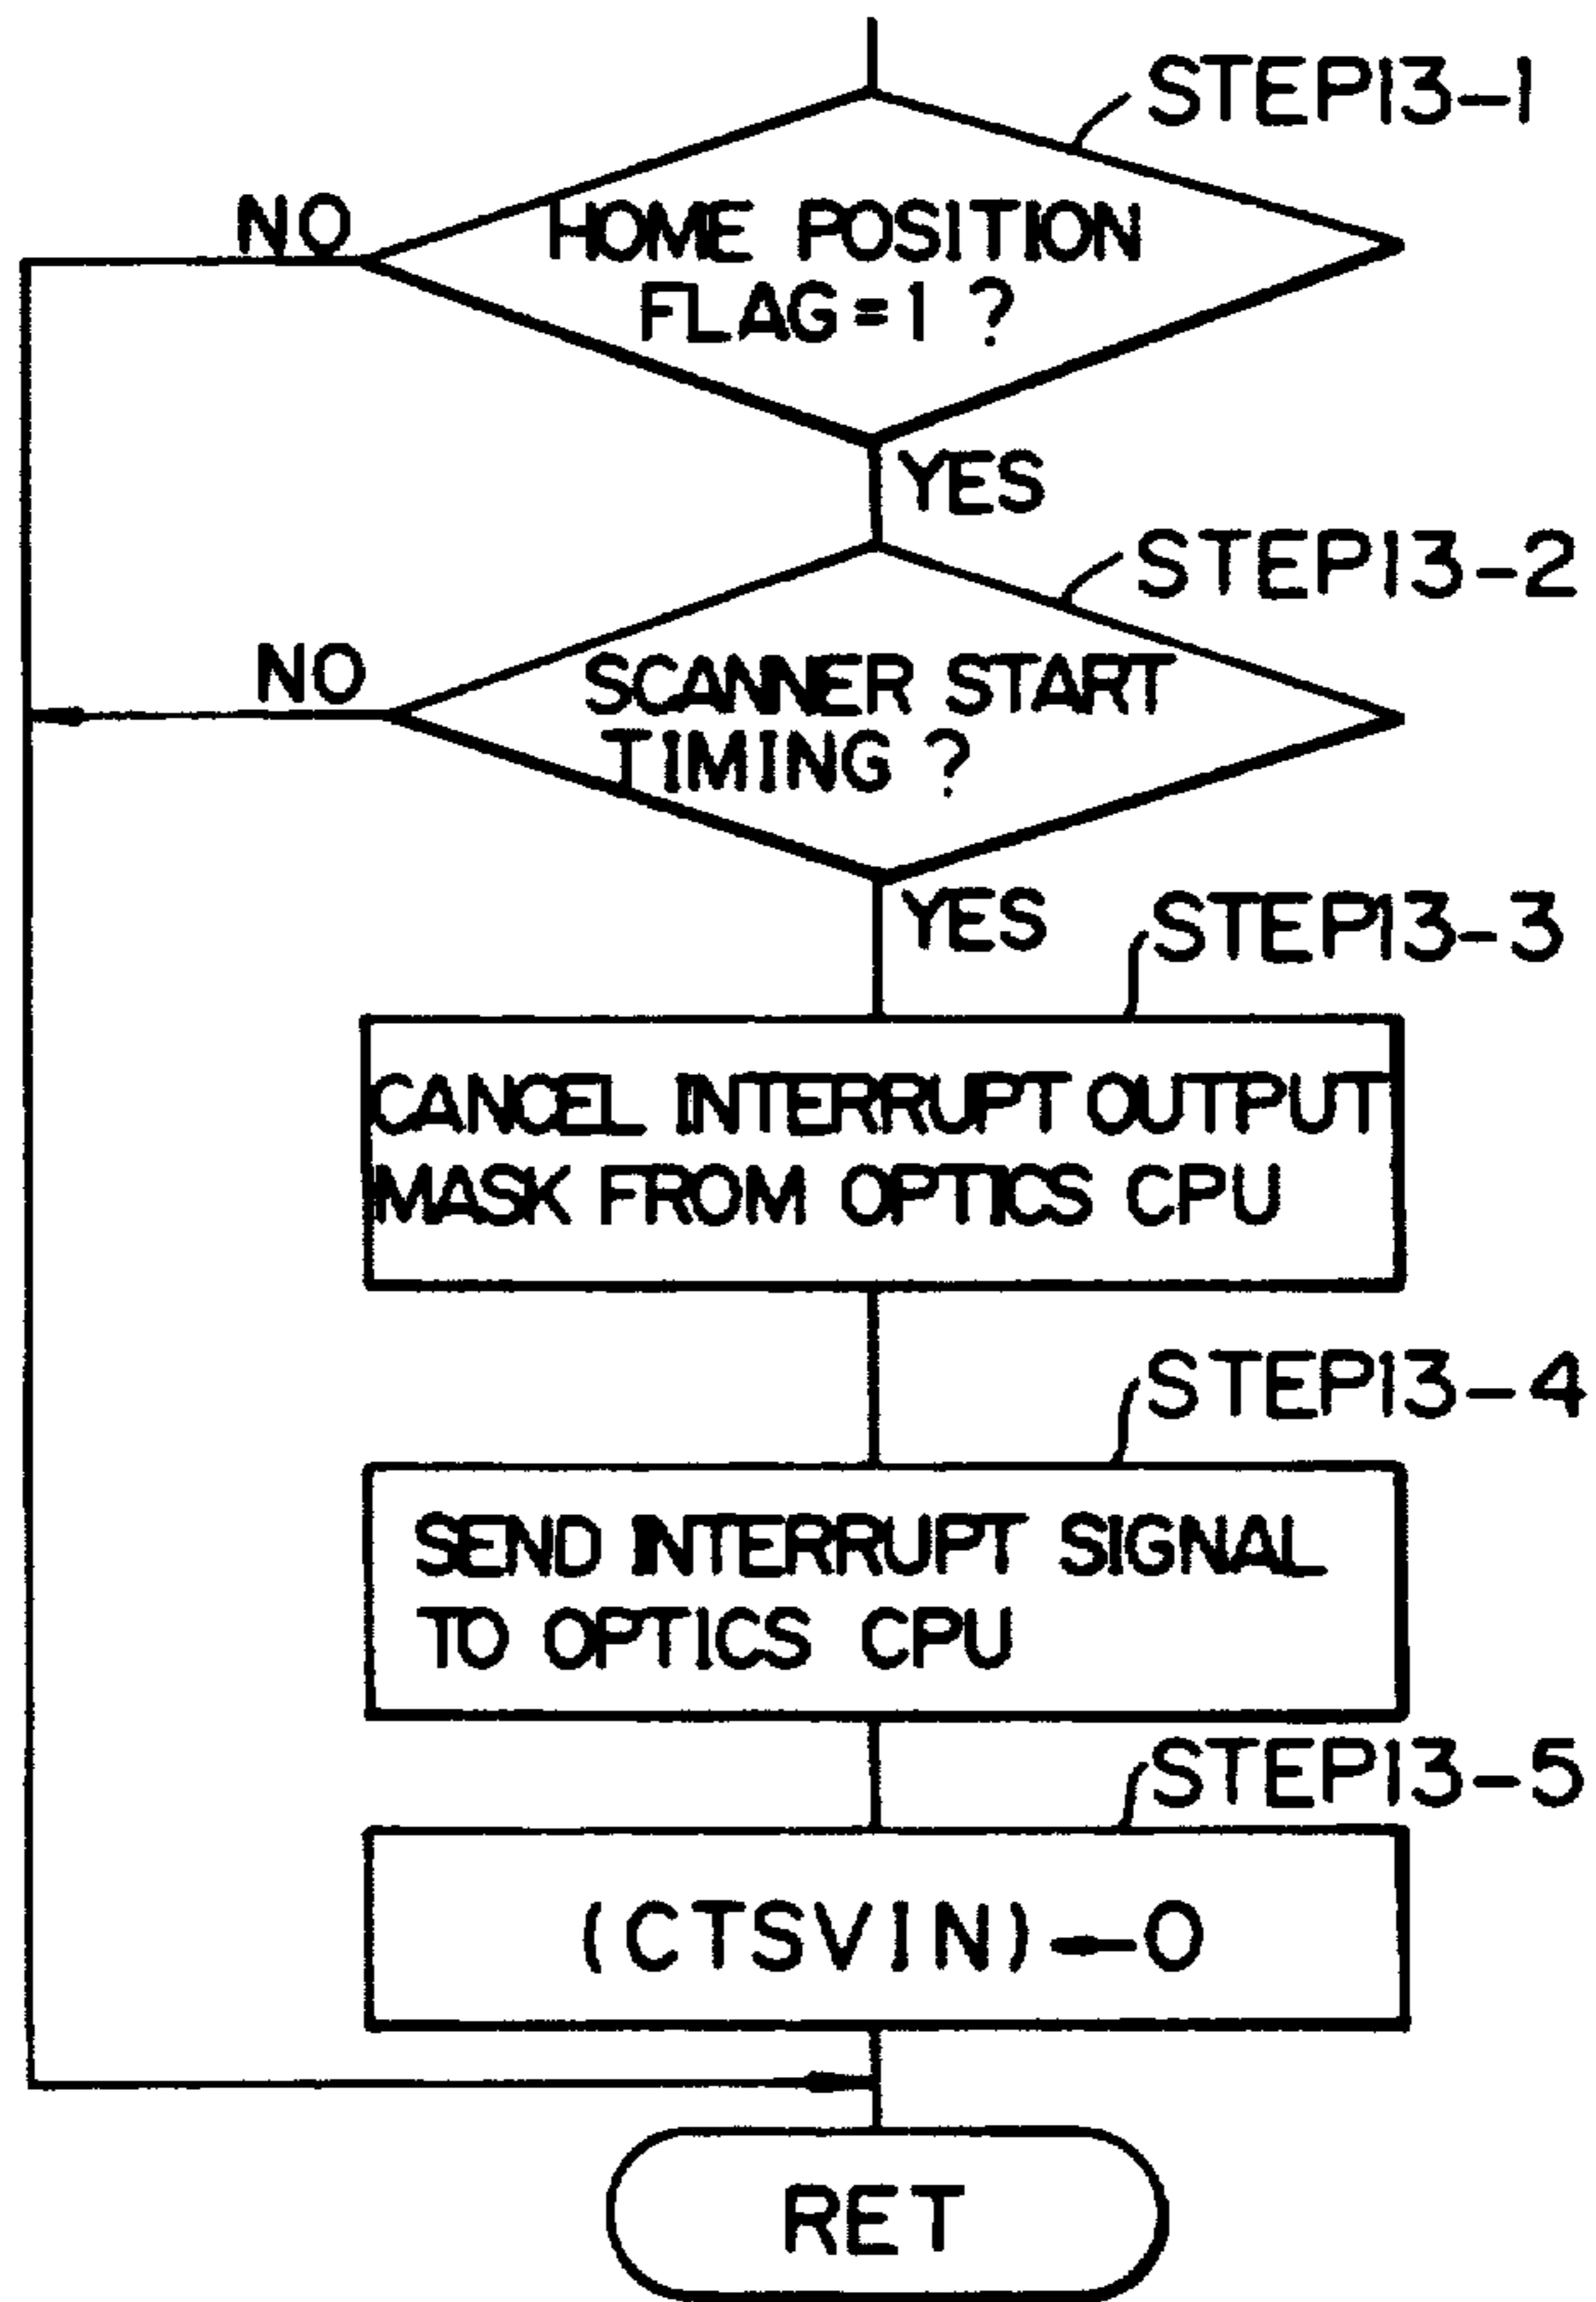 STEP13-1
NO
HOME POSITION
FLAG=1 ?
YES
STEP13-2
NO
SCANNER START
TIMING ?
YES
STEP13-3
CANCEL INTERRUPT OUTPUT
MASK FROM OPTICS CPU
STEP13-4
SEND INTERRUPT SIGNAL
TO OPTICS CPU
STEP13-5
(CTSVIN)←0
RET